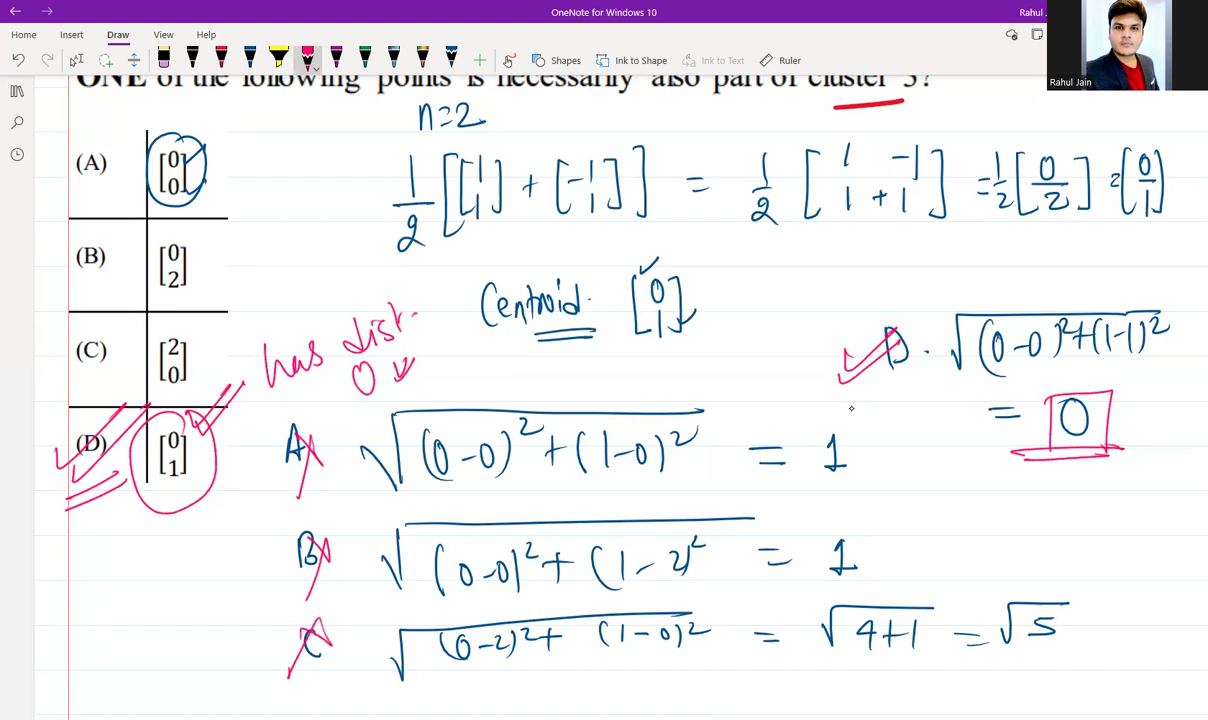 OneNote for Windows 10
Rahul J
Home Insert Draw View Help
Shapes Ink to Shape Ink to Text Ruler
Rahul Jain
ONE of the following points is necessarily also part of cluster 3?
n=2
(A) [0 0]
1/2 [[1 1] + [-1 1]] = 1/2 [1 -1 1+1] = 1/2 [0 2] = [0 1]
(B) [0 2]
Centroid. [0 1]
(C) [2 0]
has dist.
0
D. √(0-0)²+(1-1)²
= 0
(D) [0 1]
A √(0-0)²+(1-0)² = 1
B √(0-0)²+(1-2)² = 1
C √(0-2)²+(1-0)² = √4+1 = √5